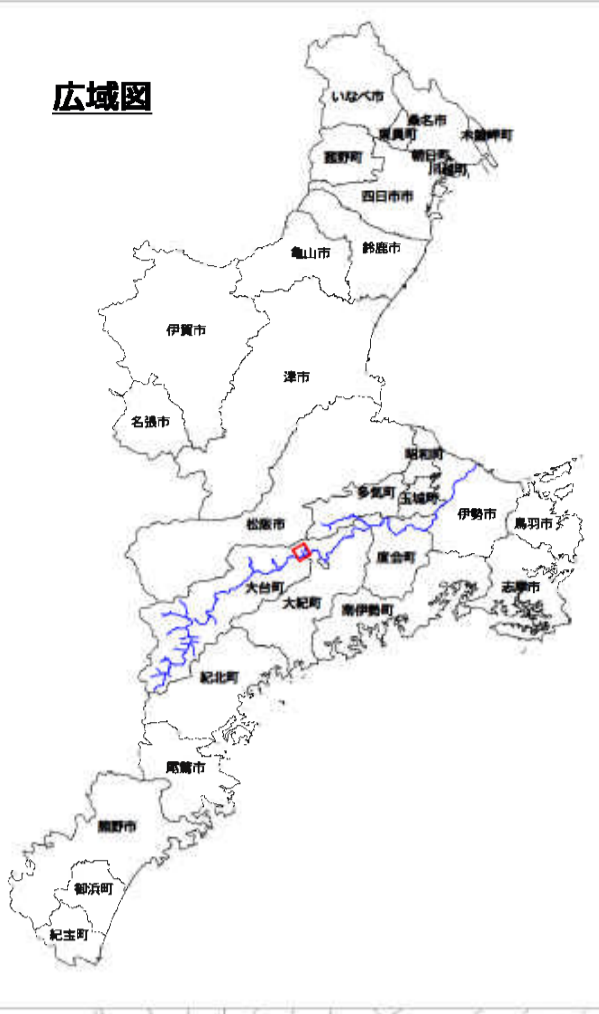 広域図
いなべ市
桑名市
東員町
木曽岬町
菰野町
朝日町
川越町
四日市市
亀山市
鈴鹿市
伊賀市
津市
名張市
明和町
多気町
玉城町
松阪市
伊勢市
鳥羽市
度会町
大台町
志摩市
大紀町
南伊勢町
紀北町
尾鷲市
熊野市
御浜町
紀宝町